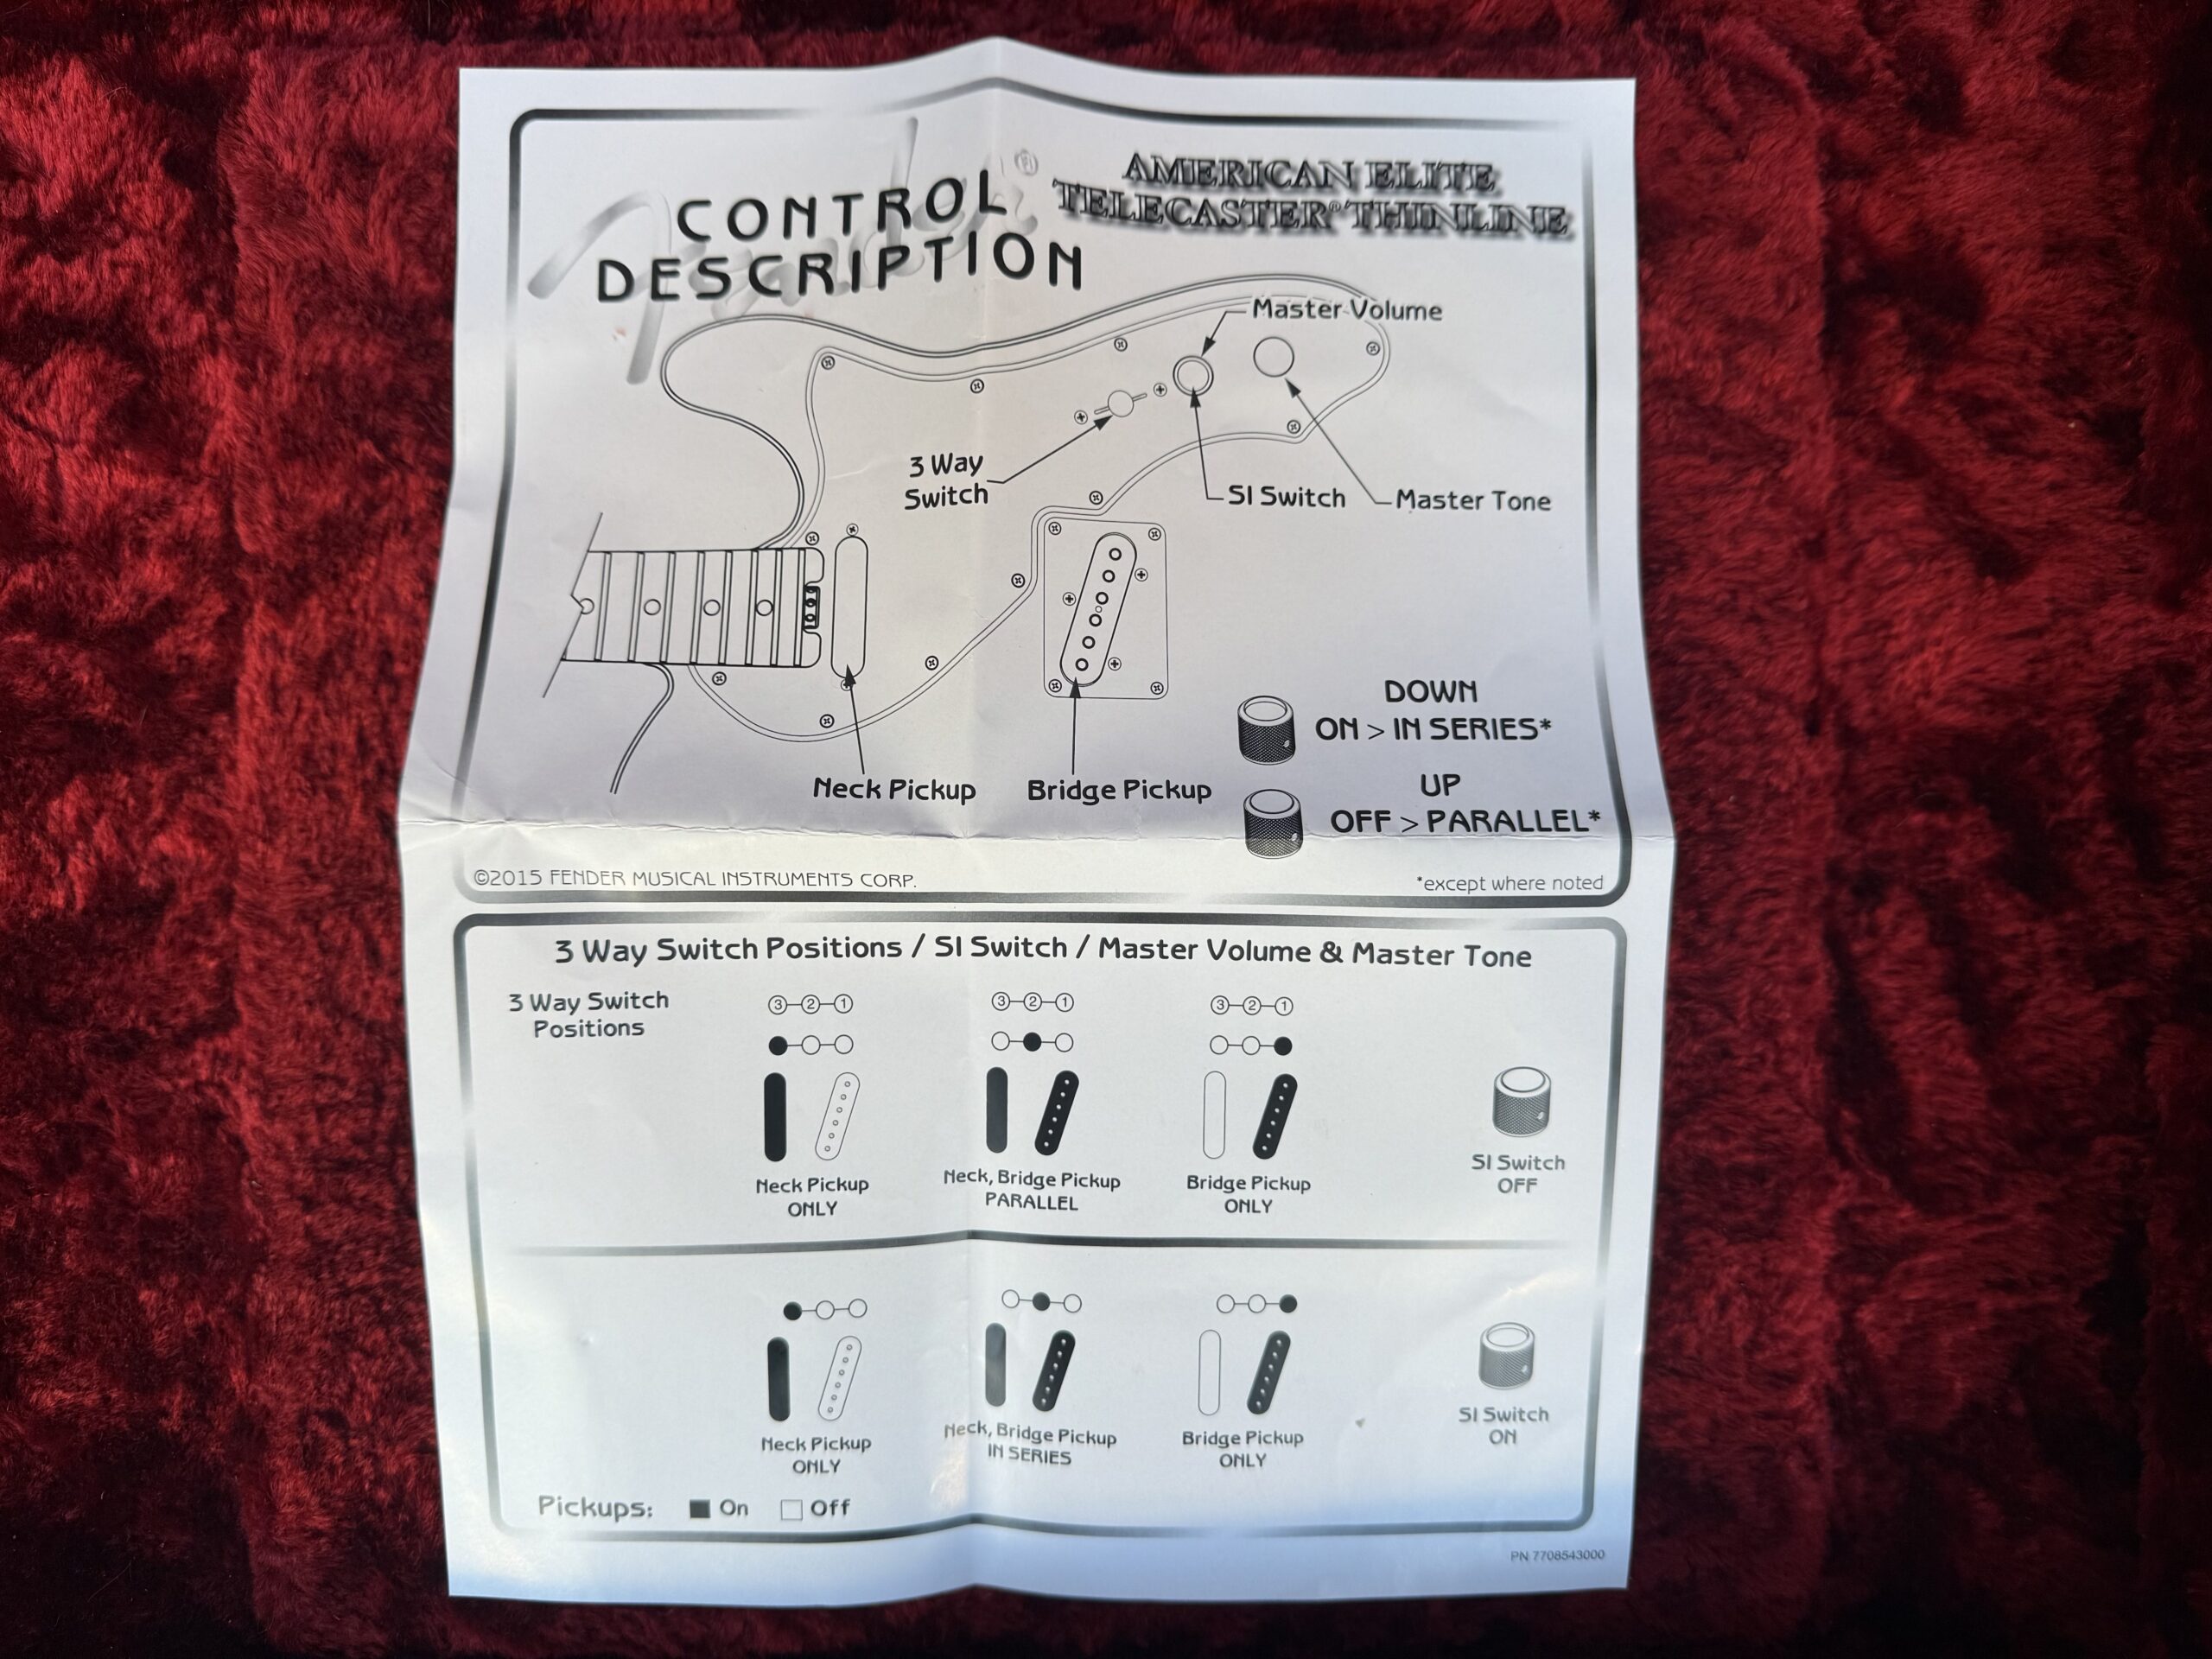 Fender®
CONTROL
DESCRIPTION
AMERICAN ELITE
TELECASTER® THINLINE
Master Volume
3 Way
Switch
SI Switch
Master Tone
Neck Pickup
Bridge Pickup
DOWN
ON > IN SERIES*
UP
OFF > PARALLEL*
©2015 FENDER MUSICAL INSTRUMENTS CORP.
*except where noted
3 Way Switch Positions / SI Switch / Master Volume & Master Tone
3 Way Switch
Positions
3 2 1
3 2 1
3 2 1
Neck Pickup
ONLY
Neck, Bridge Pickup
PARALLEL
Bridge Pickup
ONLY
SI Switch
OFF
Neck Pickup
ONLY
Neck, Bridge Pickup
IN SERIES
Bridge Pickup
ONLY
SI Switch
ON
Pickups: On Off
PN 7708543000